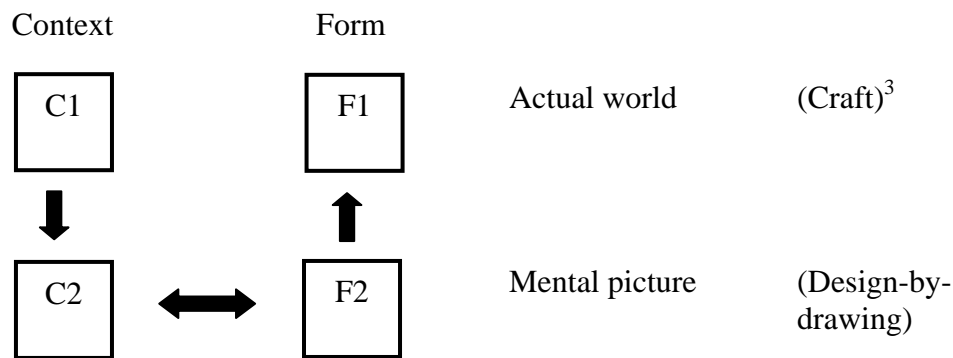 Context Form
C1 F1 Actual world (Craft)3
C2 F2 Mental picture (Design-by-
drawing)